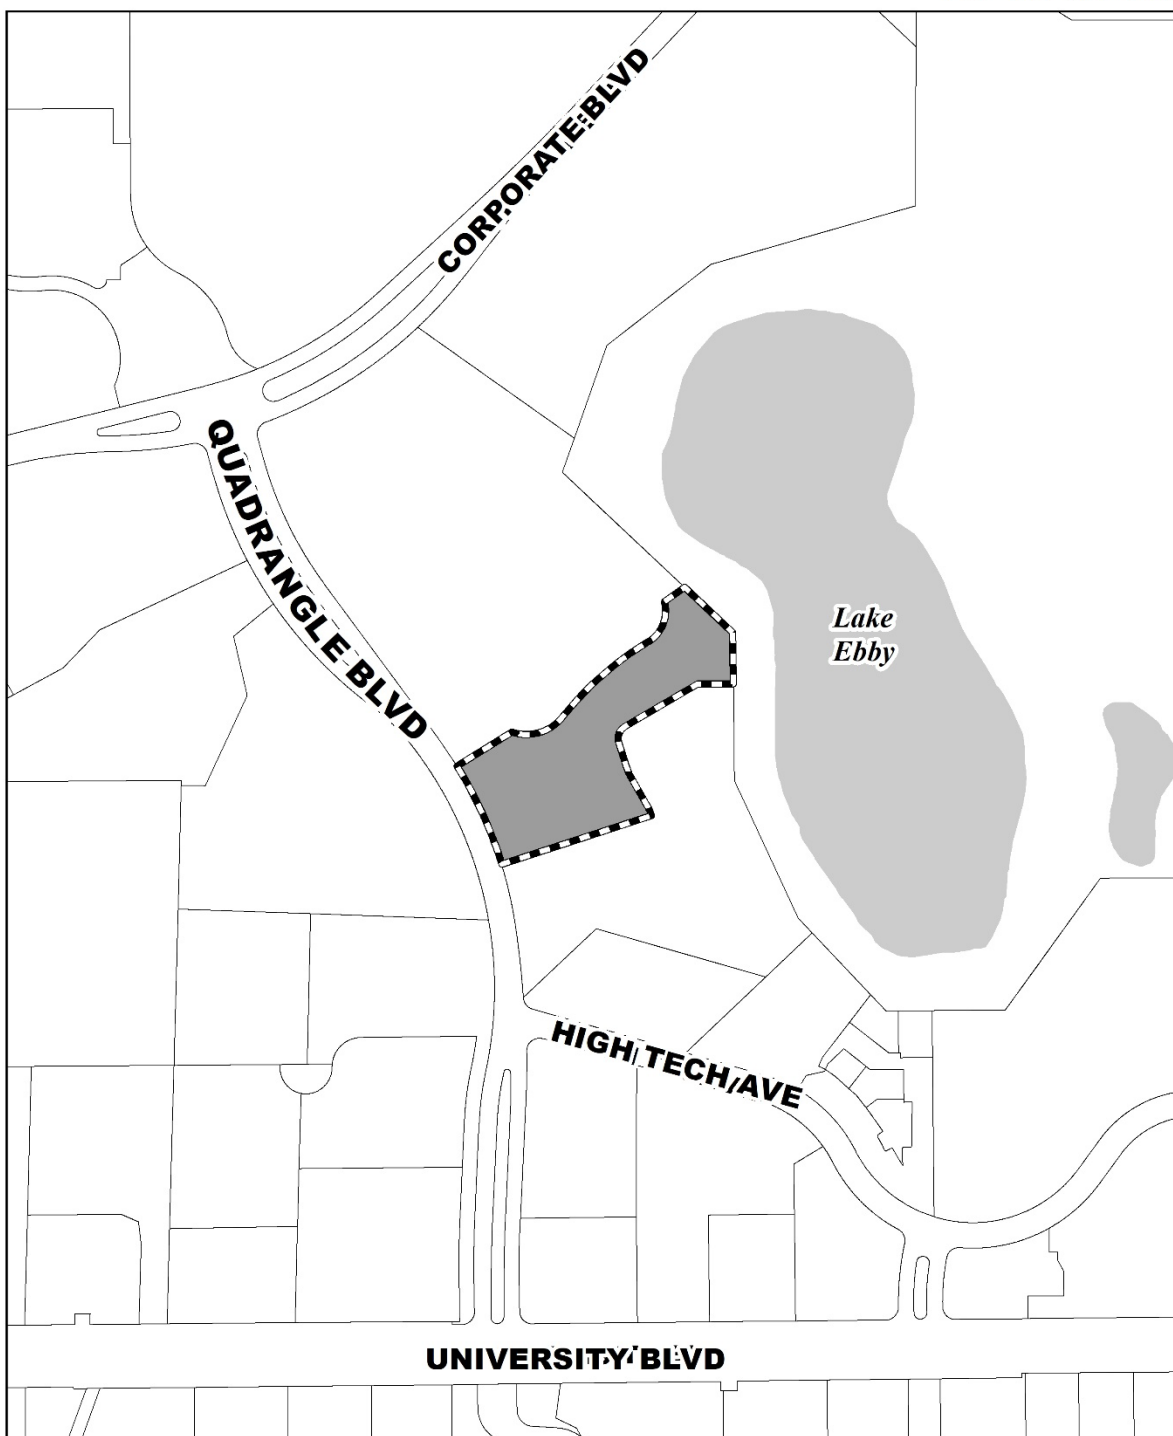 CORPORATE BLVD
QUADRANGLE BLVD
Lake
Ebby
HIGH TECH AVE
UNIVERSITY BLVD